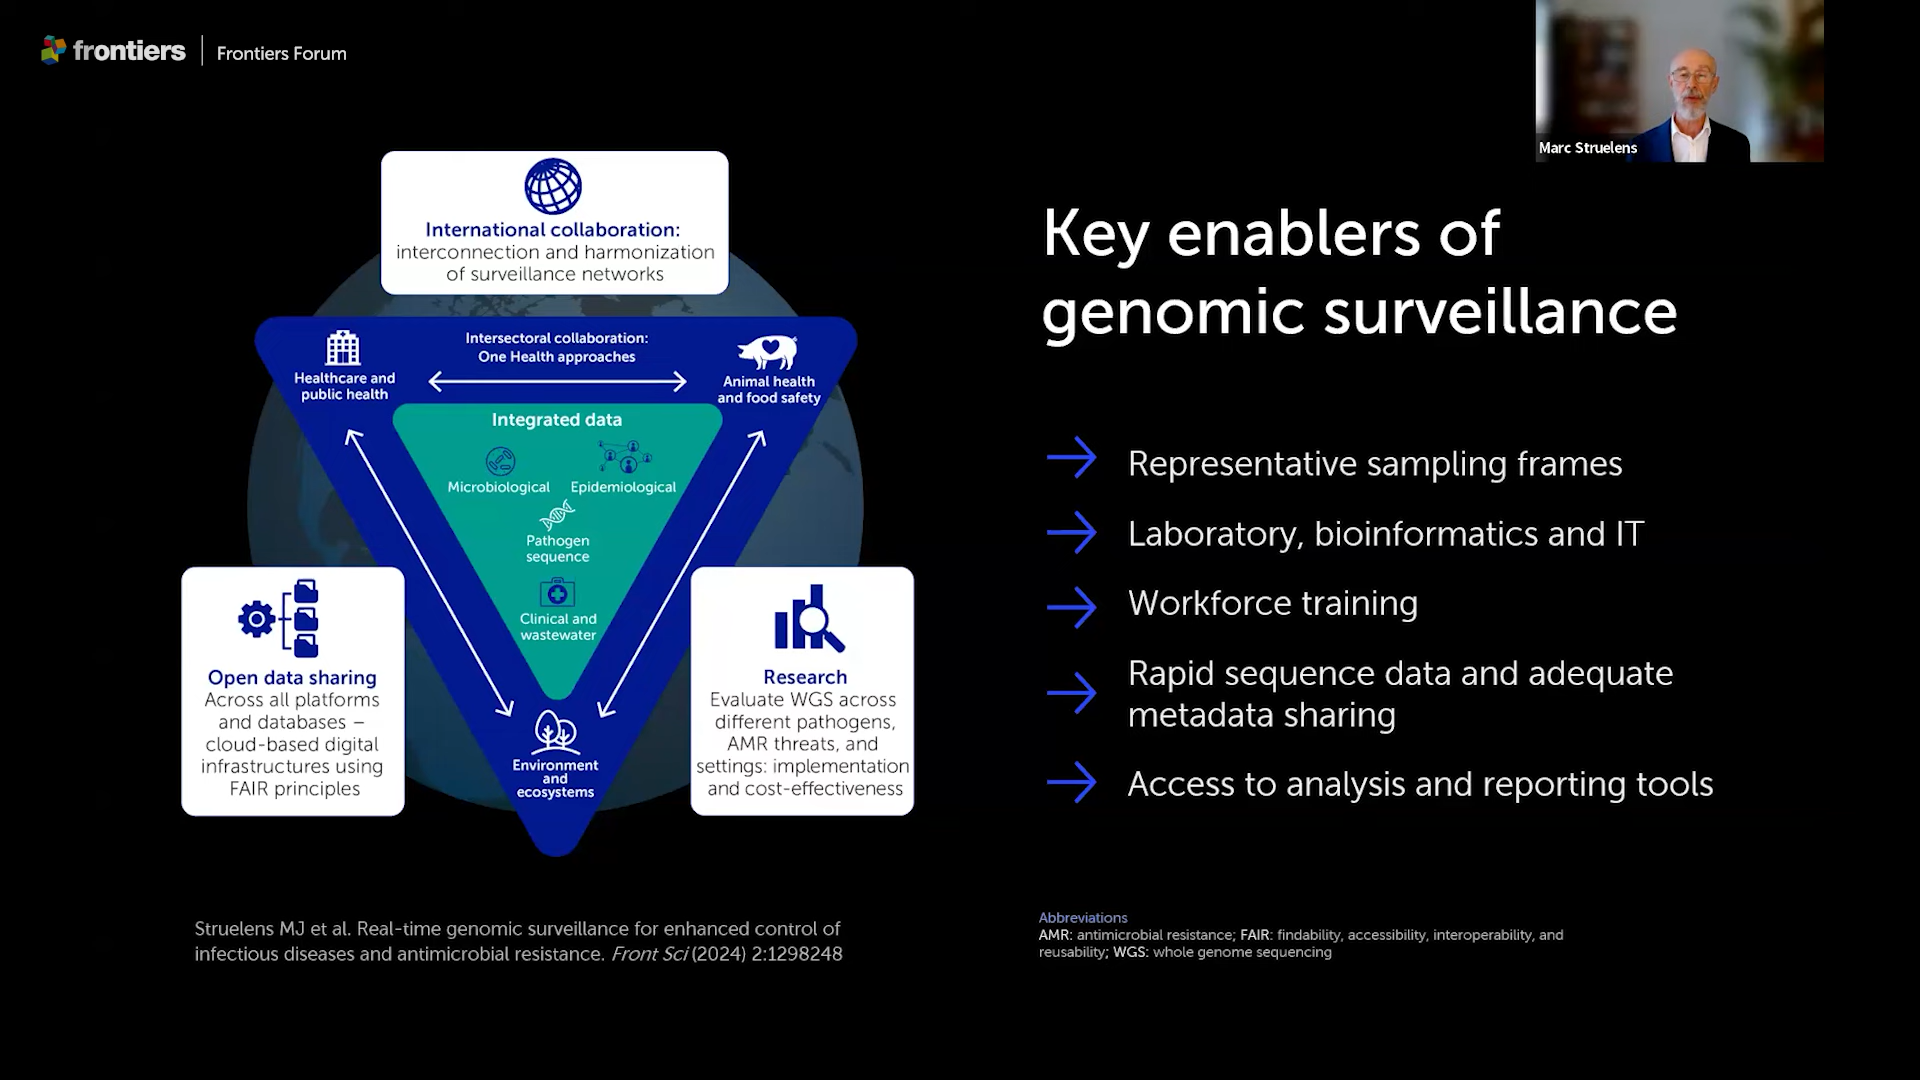 frontiers
Frontiers Forum
Marc Struelens
International collaboration:
interconnection and harmonization
of surveillance networks
Intersectoral collaboration:
One Health approaches
Healthcare and
public health
Animal health
and food safety
Integrated data
Microbiological
Epidemiological
Pathogen
sequence
Clinical and
wastewater
Environment
and
ecosystems
Open data sharing
Across all platforms
and databases –
cloud-based digital
infrastructures using
FAIR principles
Research
Evaluate WGS across
different pathogens,
AMR threats, and
settings: implementation
and cost-effectiveness
Struelens MJ et al. Real-time genomic surveillance for enhanced control of
infectious diseases and antimicrobial resistance. Front Sci (2024) 2:1298248
Key enablers of
genomic surveillance
Representative sampling frames
Laboratory, bioinformatics and IT
Workforce training
Rapid sequence data and adequate
metadata sharing
Access to analysis and reporting tools
Abbreviations
AMR: antimicrobial resistance; FAIR: findability, accessibility, interoperability, and
reusability; WGS: whole genome sequencing